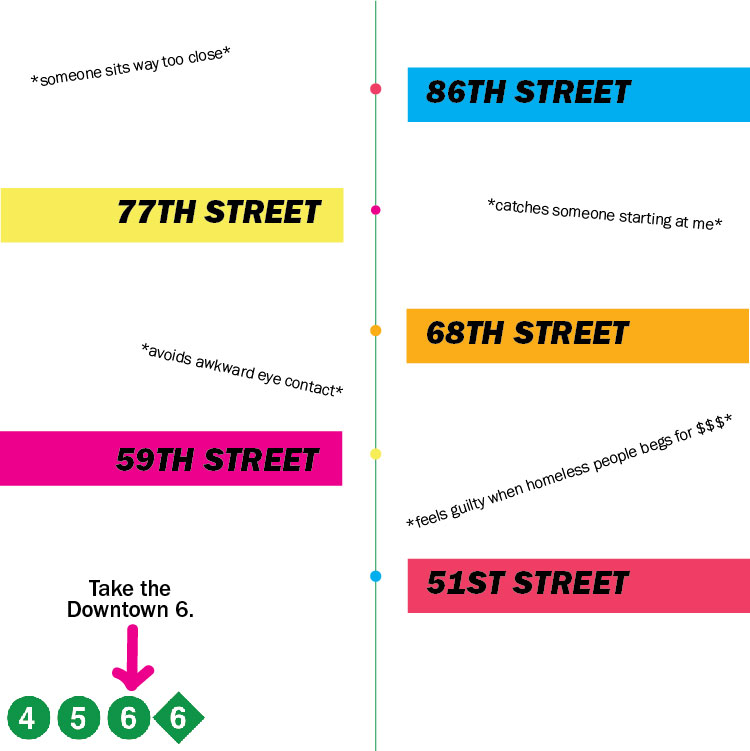 *someone sits way too close*
86TH STREET
77TH STREET
*catches someone starting at me*
68TH STREET
*avoids awkward eye contact*
59TH STREET
*feels guilty when homeless people begs for $$$*
51ST STREET
Take the
Downtown 6.
4 5 6 6